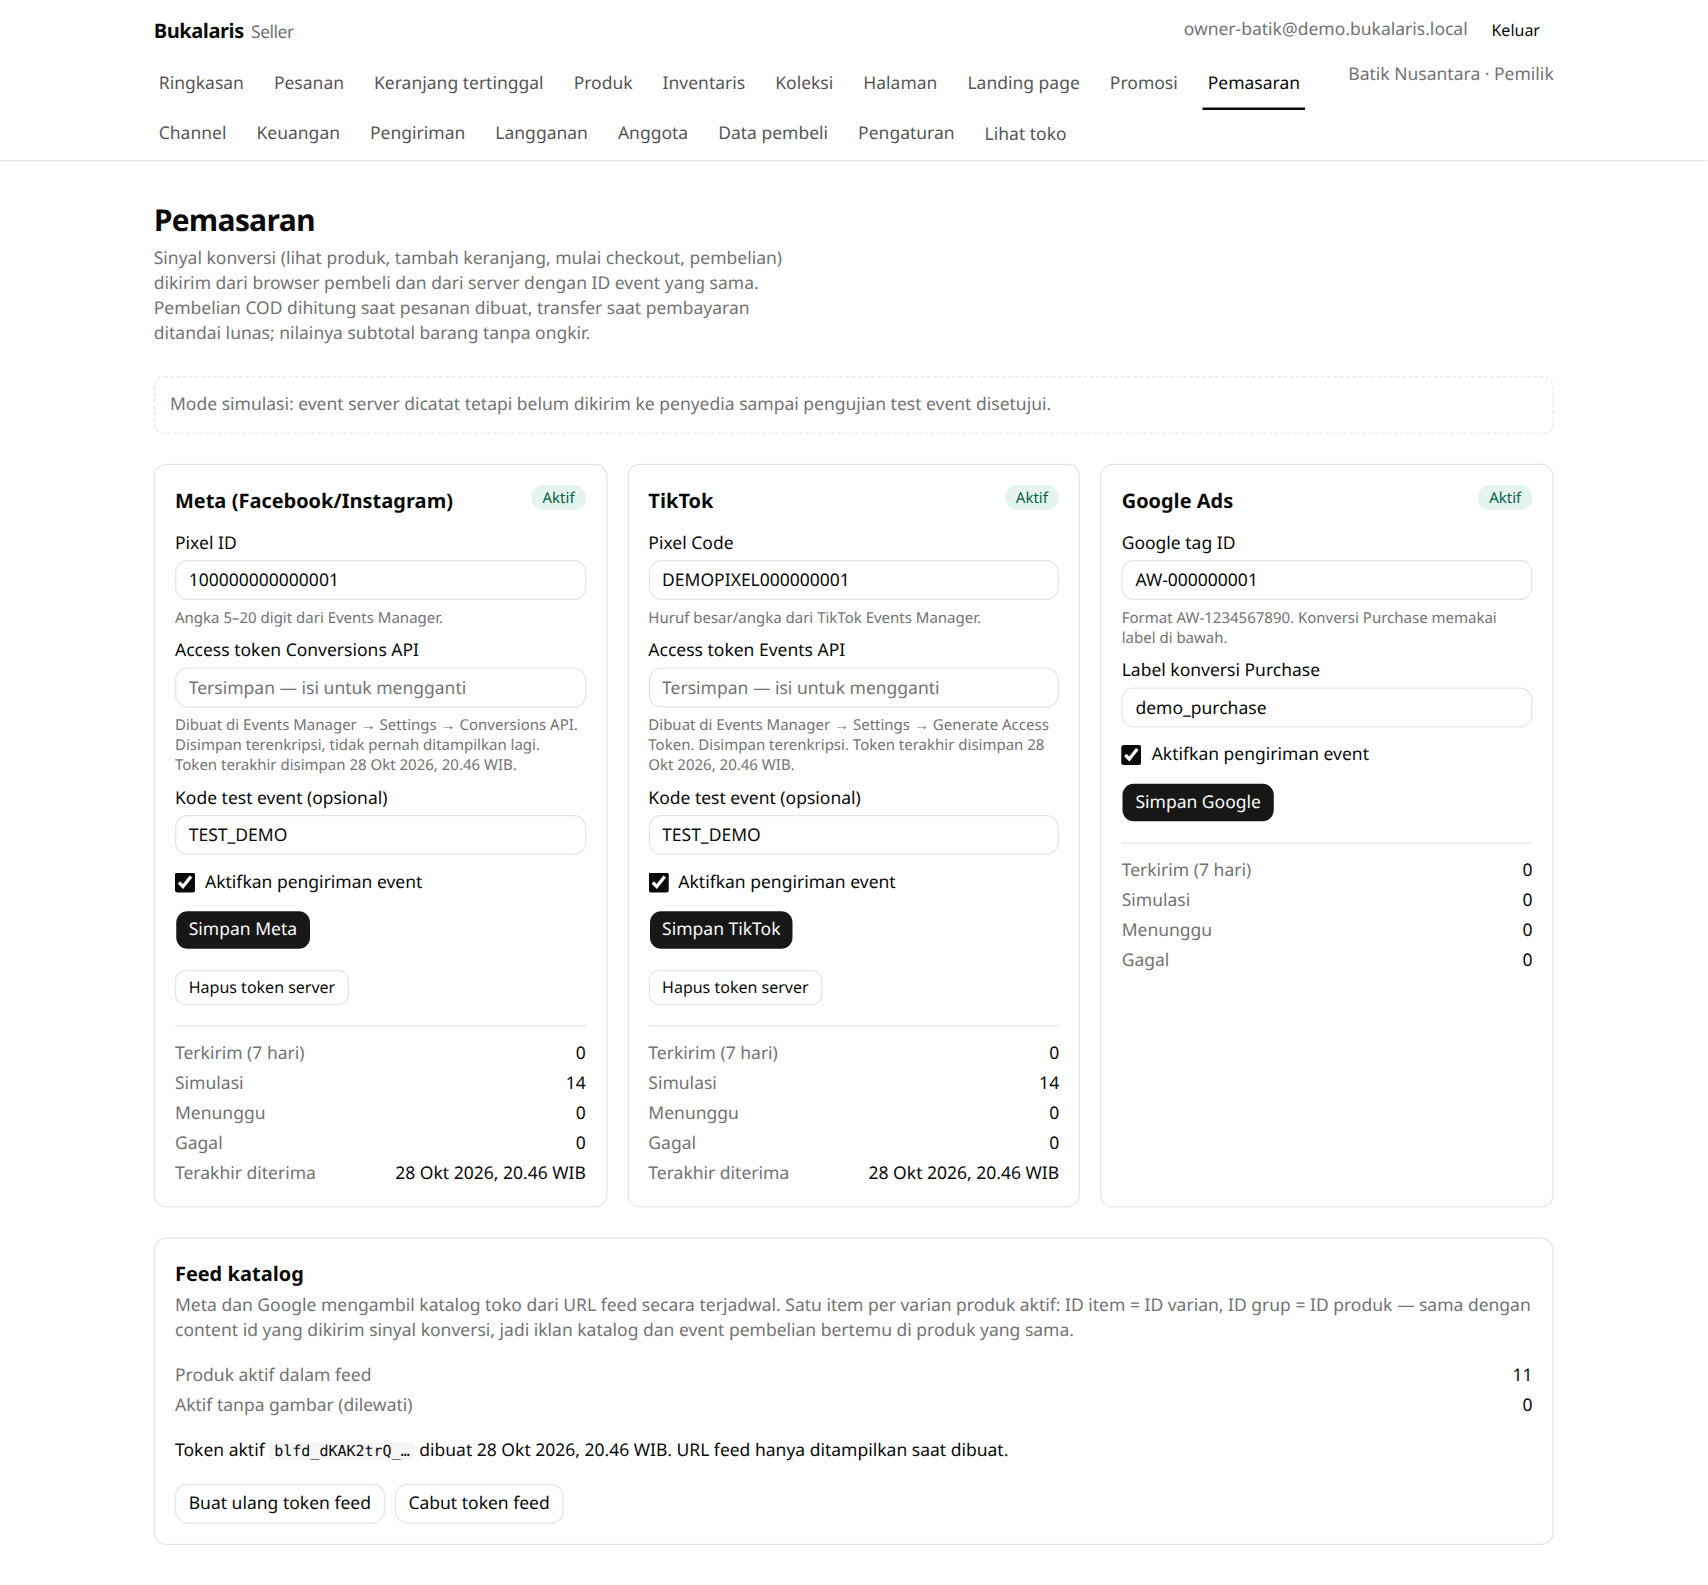 Bukalaris Seller
owner-batik@demo.bukalaris.local Keluar
Ringkasan Pesanan Keranjang tertinggal Produk Inventaris Koleksi Halaman Landing page Promosi Pemasaran
Batik Nusantara · Pemilik
Channel Keuangan Pengiriman Langganan Anggota Data pembeli Pengaturan Lihat toko
Pemasaran
Sinyal konversi (lihat produk, tambah keranjang, mulai checkout, pembelian)
dikirim dari browser pembeli dan dari server dengan ID event yang sama.
Pembelian COD dihitung saat pesanan dibuat, transfer saat pembayaran
ditandai lunas; nilainya subtotal barang tanpa ongkir.
Mode simulasi: event server dicatat tetapi belum dikirim ke penyedia sampai pengujian test event disetujui.
Meta (Facebook/Instagram) Aktif
Pixel ID
100000000000001
Angka 5–20 digit dari Events Manager.
Access token Conversions API
Tersimpan — isi untuk mengganti
Dibuat di Events Manager → Settings → Conversions API.
Disimpan terenkripsi, tidak pernah ditampilkan lagi.
Token terakhir disimpan 28 Okt 2026, 20.46 WIB.
Kode test event (opsional)
TEST_DEMO
Aktifkan pengiriman event
Simpan Meta
Hapus token server
Terkirim (7 hari) 0
Simulasi 14
Menunggu 0
Gagal 0
Terakhir diterima 28 Okt 2026, 20.46 WIB
TikTok Aktif
Pixel Code
DEMOPIXEL000000001
Huruf besar/angka dari TikTok Events Manager.
Access token Events API
Tersimpan — isi untuk mengganti
Dibuat di Events Manager → Settings → Generate Access
Token. Disimpan terenkripsi. Token terakhir disimpan 28
Okt 2026, 20.46 WIB.
Kode test event (opsional)
TEST_DEMO
Aktifkan pengiriman event
Simpan TikTok
Hapus token server
Terkirim (7 hari) 0
Simulasi 14
Menunggu 0
Gagal 0
Terakhir diterima 28 Okt 2026, 20.46 WIB
Google Ads Aktif
Google tag ID
AW-000000001
Format AW-1234567890. Konversi Purchase memakai
label di bawah.
Label konversi Purchase
demo_purchase
Aktifkan pengiriman event
Simpan Google
Terkirim (7 hari) 0
Simulasi 0
Menunggu 0
Gagal 0
Feed katalog
Meta dan Google mengambil katalog toko dari URL feed secara terjadwal. Satu item per varian produk aktif: ID item = ID varian, ID grup = ID produk — sama dengan
content id yang dikirim sinyal konversi, jadi iklan katalog dan event pembelian bertemu di produk yang sama.
Produk aktif dalam feed 11
Aktif tanpa gambar (dilewati) 0
Token aktif blfd_dKAK2trQ_… dibuat 28 Okt 2026, 20.46 WIB. URL feed hanya ditampilkan saat dibuat.
Buat ulang token feed Cabut token feed